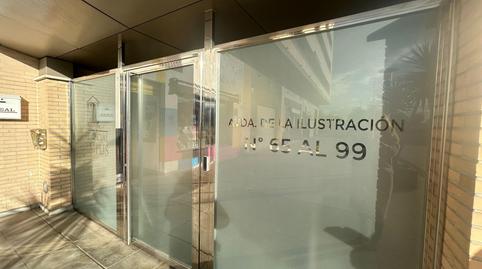 AVDA. DE LA ILUSTRACIÓN
Nº 65 AL 99